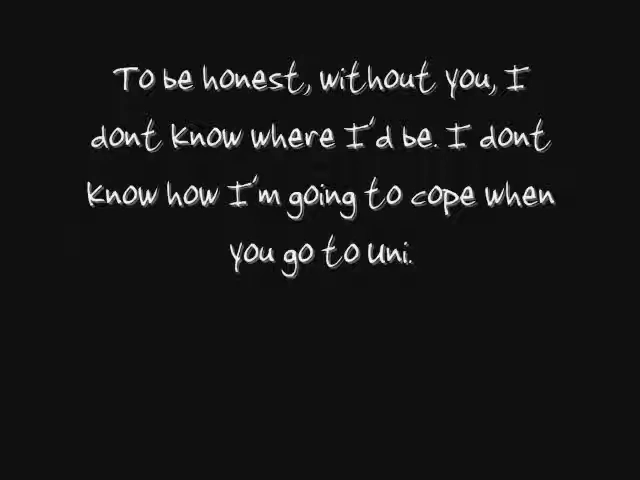 To be honest, without you, I
dont know where I'd be. I dont
know how I'm going to cope when
you go to Uni.